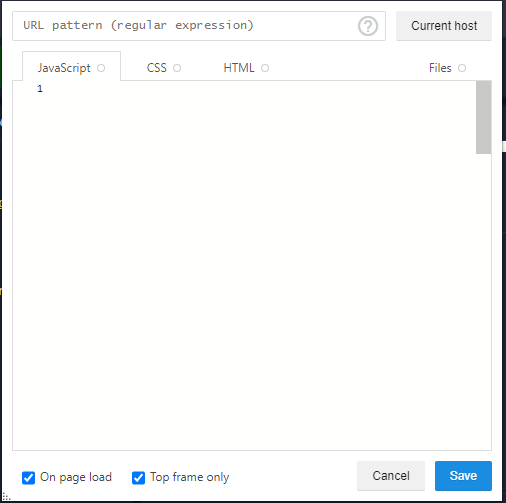 URL pattern (regular expression) ? Current host
JavaScript CSS HTML Files
1
On page load Top frame only Cancel Save